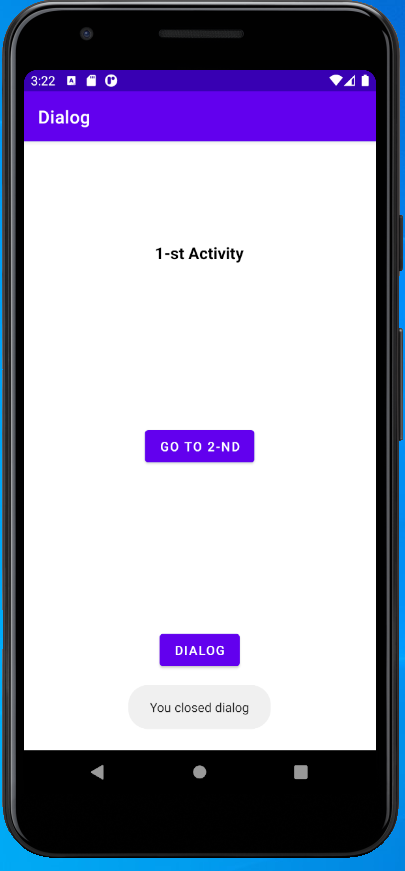 3:22
Dialog
1-st Activity
GO TO 2-ND
DIALOG
You closed dialog